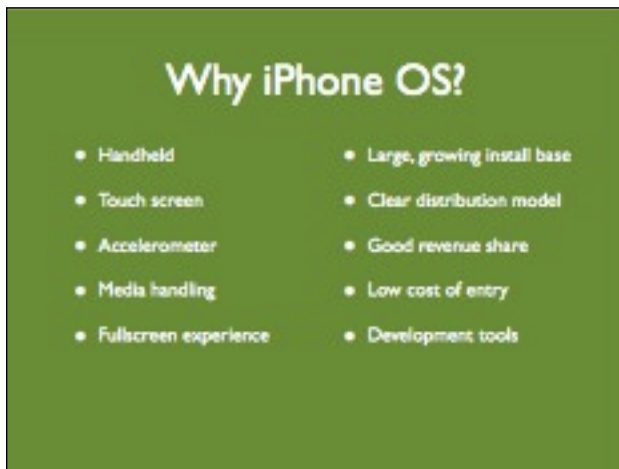 Why iPhone OS?
• Handheld
• Touch screen
• Accelerometer
• Media handling
• Fullscreen experience
• Large, growing install base
• Clear distribution model
• Good revenue share
• Low cost of entry
• Development tools